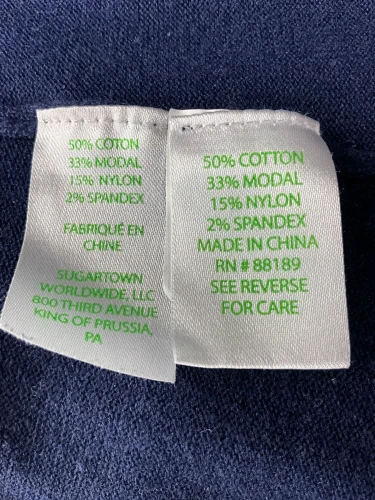 50% COTON
33% MODAL
15% NYLON
2% SPANDEX
FABRIQUÉ EN
CHINE
SUGARTOWN
WORLDWIDE, LLC
800 THIRD AVENUE
KING OF PRUSSIA,
PA
50% COTTON
33% MODAL
15% NYLON
2% SPANDEX
MADE IN CHINA
RN # 88189
SEE REVERSE
FOR CARE